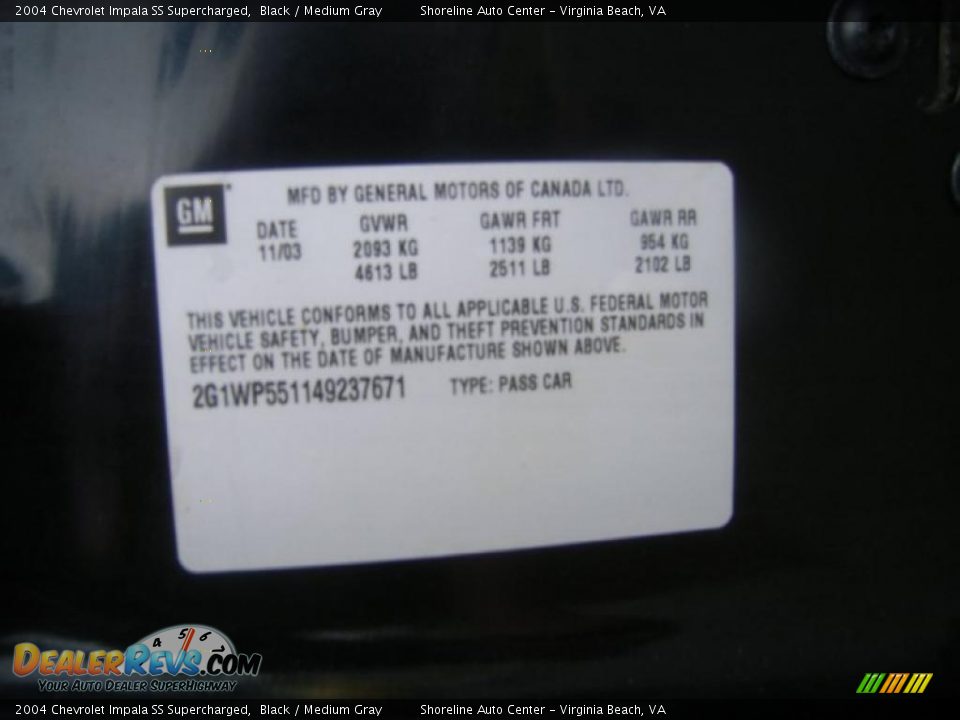 2004 Chevrolet Impala SS Supercharged, Black / Medium Gray Shoreline Auto Center - Virginia Beach, VA
GM
MFD BY GENERAL MOTORS OF CANADA LTD.
DATE GVWR GAWR FRT GAWR RR
11/03 2093 KG 1139 KG 954 KG
4613 LB 2511 LB 2102 LB
THIS VEHICLE CONFORMS TO ALL APPLICABLE U.S. FEDERAL MOTOR
VEHICLE SAFETY, BUMPER, AND THEFT PREVENTION STANDARDS IN
EFFECT ON THE DATE OF MANUFACTURE SHOWN ABOVE.
2G1WP551149237671 TYPE: PASS CAR
4 5 6 7
DEALERREVS.COM
YOUR AUTO DEALER SUPERHIGHWAY
2004 Chevrolet Impala SS Supercharged, Black / Medium Gray Shoreline Auto Center - Virginia Beach, VA